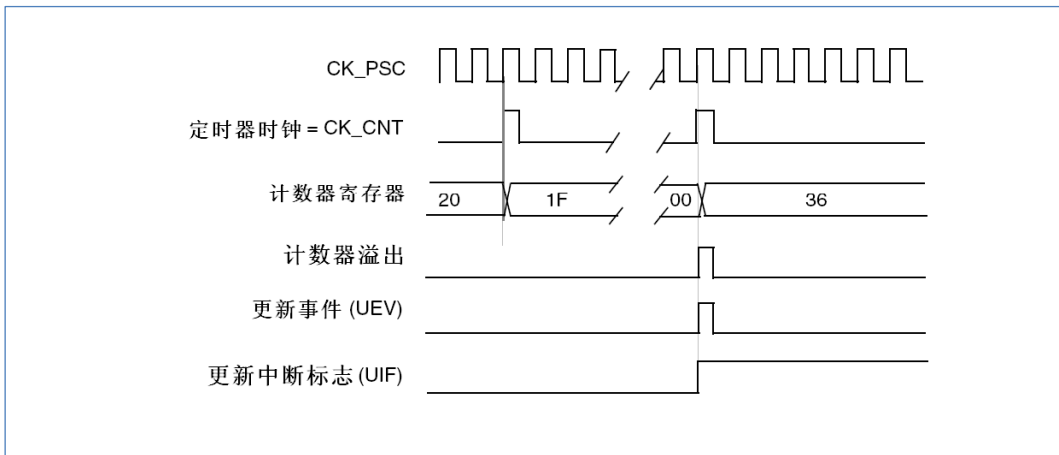 CK_PSC
定时器时钟 = CK_CNT
计数器寄存器
20 1F 00 36
计数器溢出
更新事件 (UEV)
更新中断标志 (UIF)